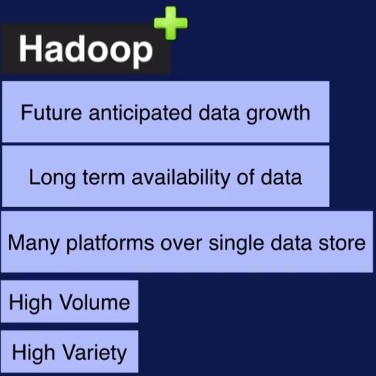 Hadoop
Future anticipated data growth
Long term availability of data
Many platforms over single data store
High Volume
High Variety